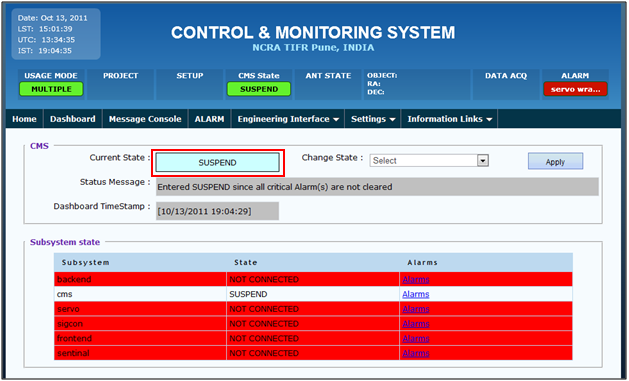 Date: Oct 13, 2011
LST: 15:01:39
UTC: 13:34:35
IST: 19:04:35
CONTROL & MONITORING SYSTEM
NCRA TIFR Pune, INDIA
USAGE MODE PROJECT SETUP CMS State ANT STATE OBJECT: DATA ACQ ALARM
RA:
MULTIPLE SUSPEND DEC: servo wra...
Home Dashboard Message Console ALARM Engineering Interface Settings Information Links
CMS
Current State : SUSPEND Change State : Select Apply
Status Message : Entered SUSPEND since all critical Alarm(s) are not cleared
Dashboard TimeStamp : [10/13/2011 19:04:29]
Subsystem state
Subsystem State Alarms
backend NOT CONNECTED Alarms
cms SUSPEND Alarms
servo NOT CONNECTED Alarms
sigcon NOT CONNECTED Alarms
frontend NOT CONNECTED Alarms
sentinal NOT CONNECTED Alarms